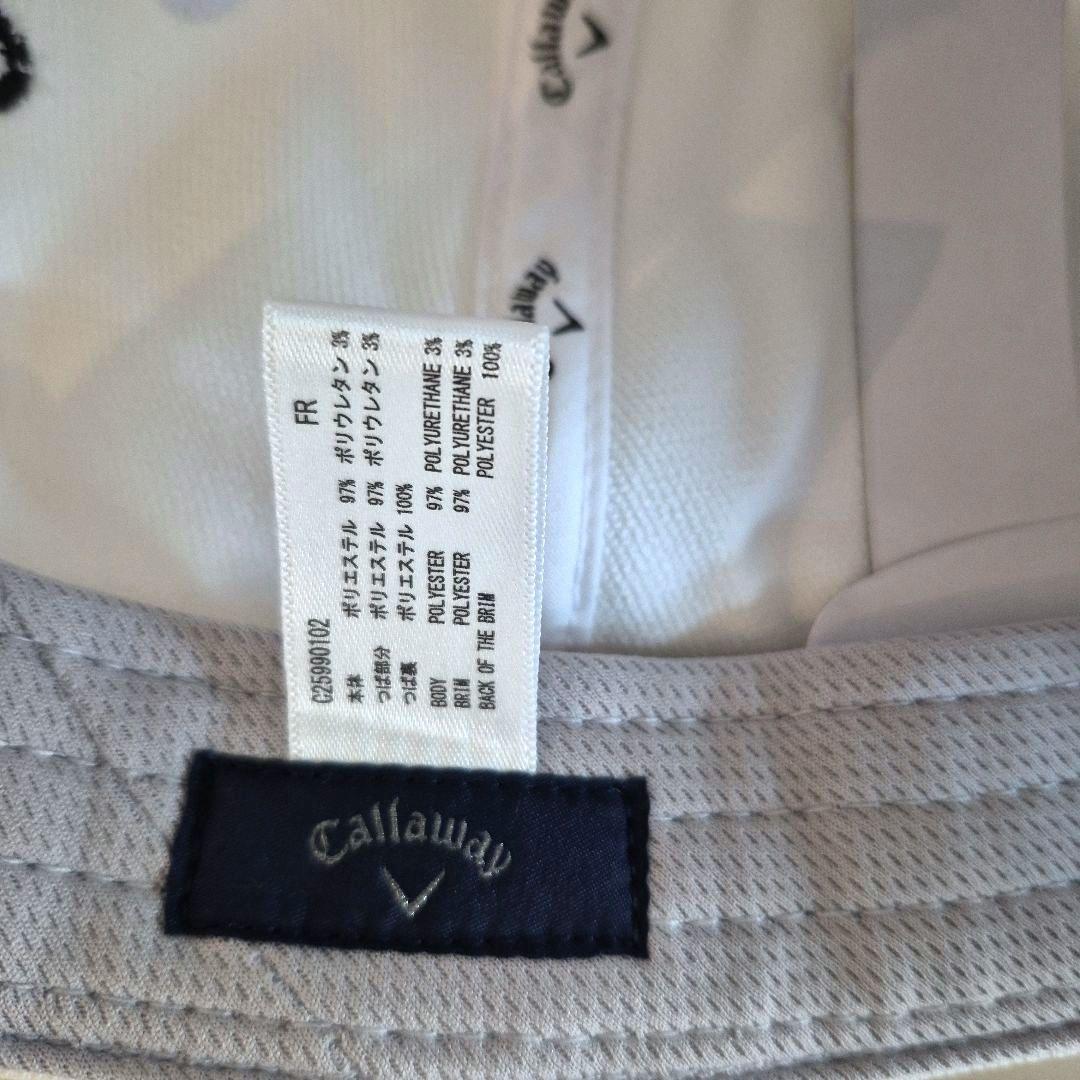 Callaway
C25990102 FR
本体 ポリエステル 97% ポリウレタン 3%
つば部分 ポリエステル 97% ポリウレタン 3%
つば裏 ポリエステル 100%
BODY POLYESTER 97% POLYURETHANE 3%
BRIM POLYESTER 97% POLYURETHANE 3%
BACK OF THE BRIM POLYESTER 100%
Callaway